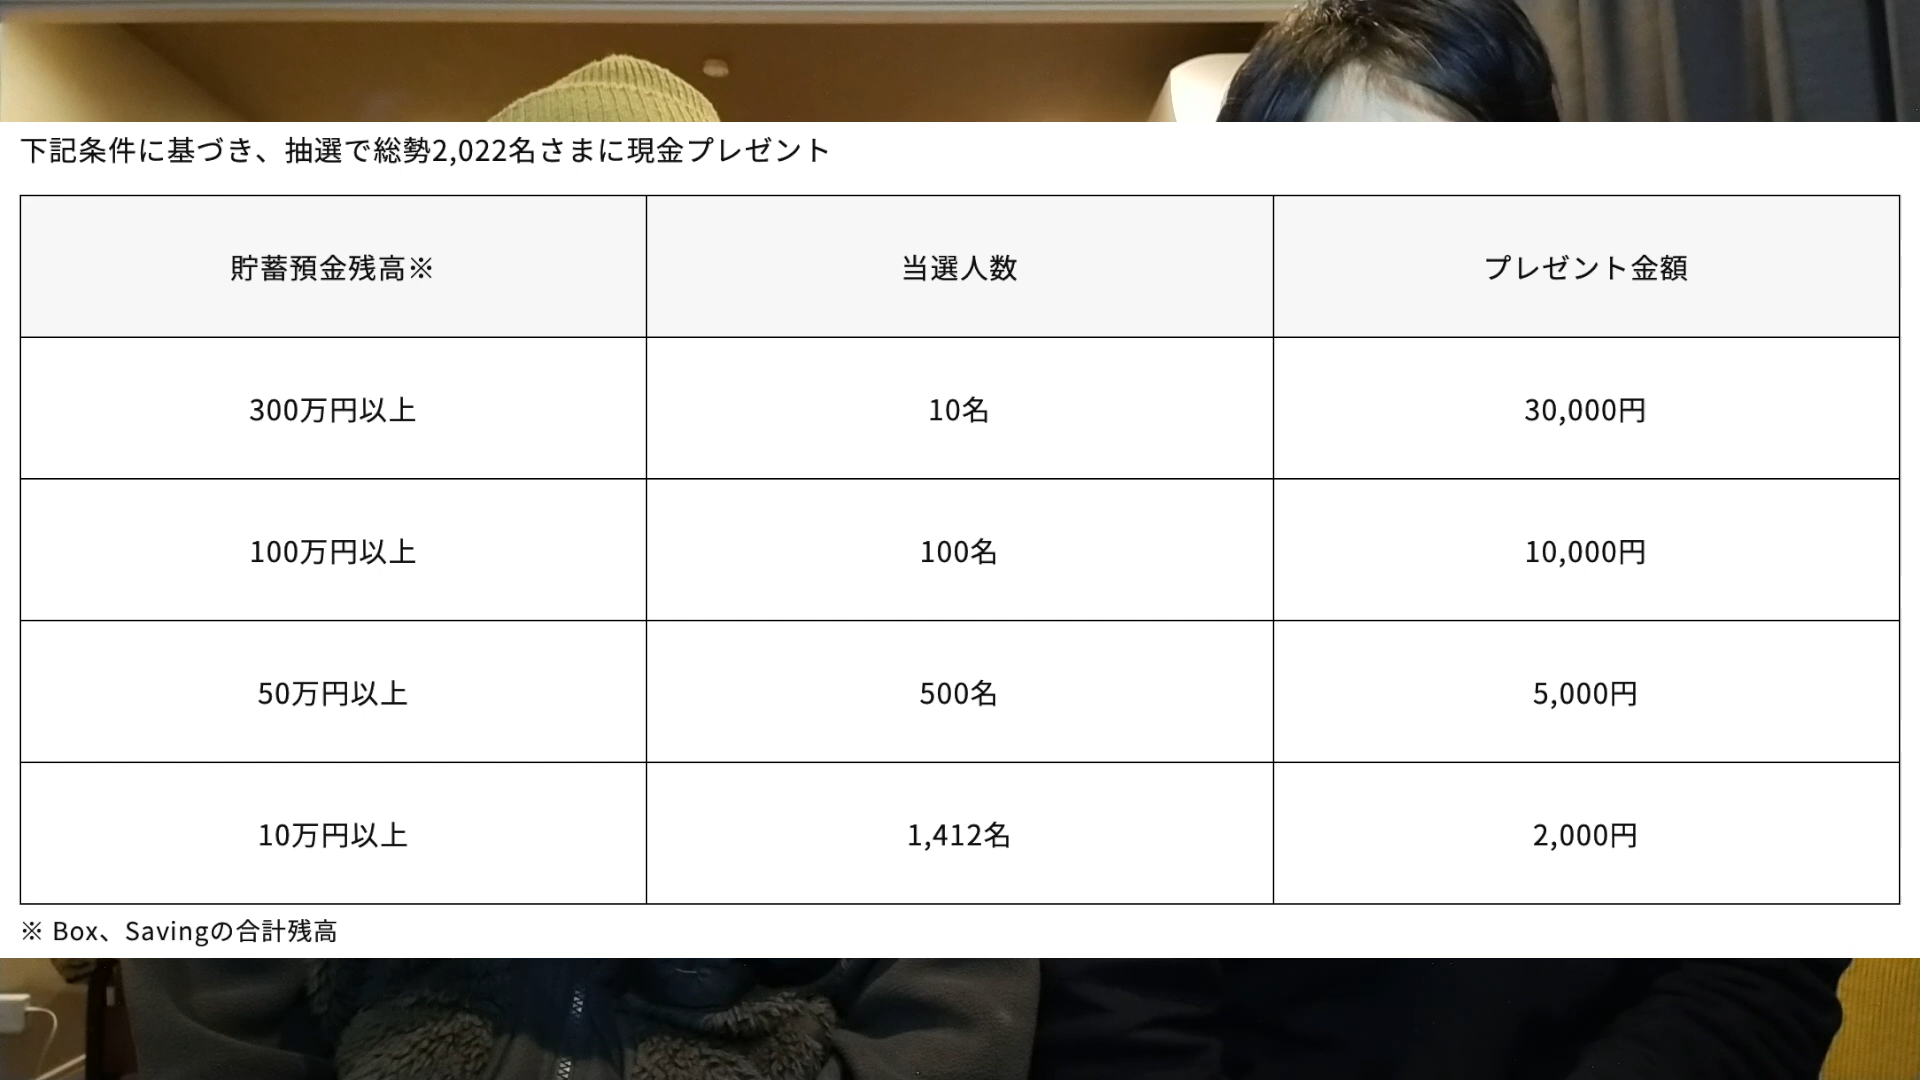 下記条件に基づき、抽選で総勢2,022名さまに現金プレゼント
貯蓄預金残高※ 当選人数 プレゼント金額
300万円以上 10名 30,000円
100万円以上 100名 10,000円
50万円以上 500名 5,000円
10万円以上 1,412名 2,000円
※ Box、Savingの合計残高